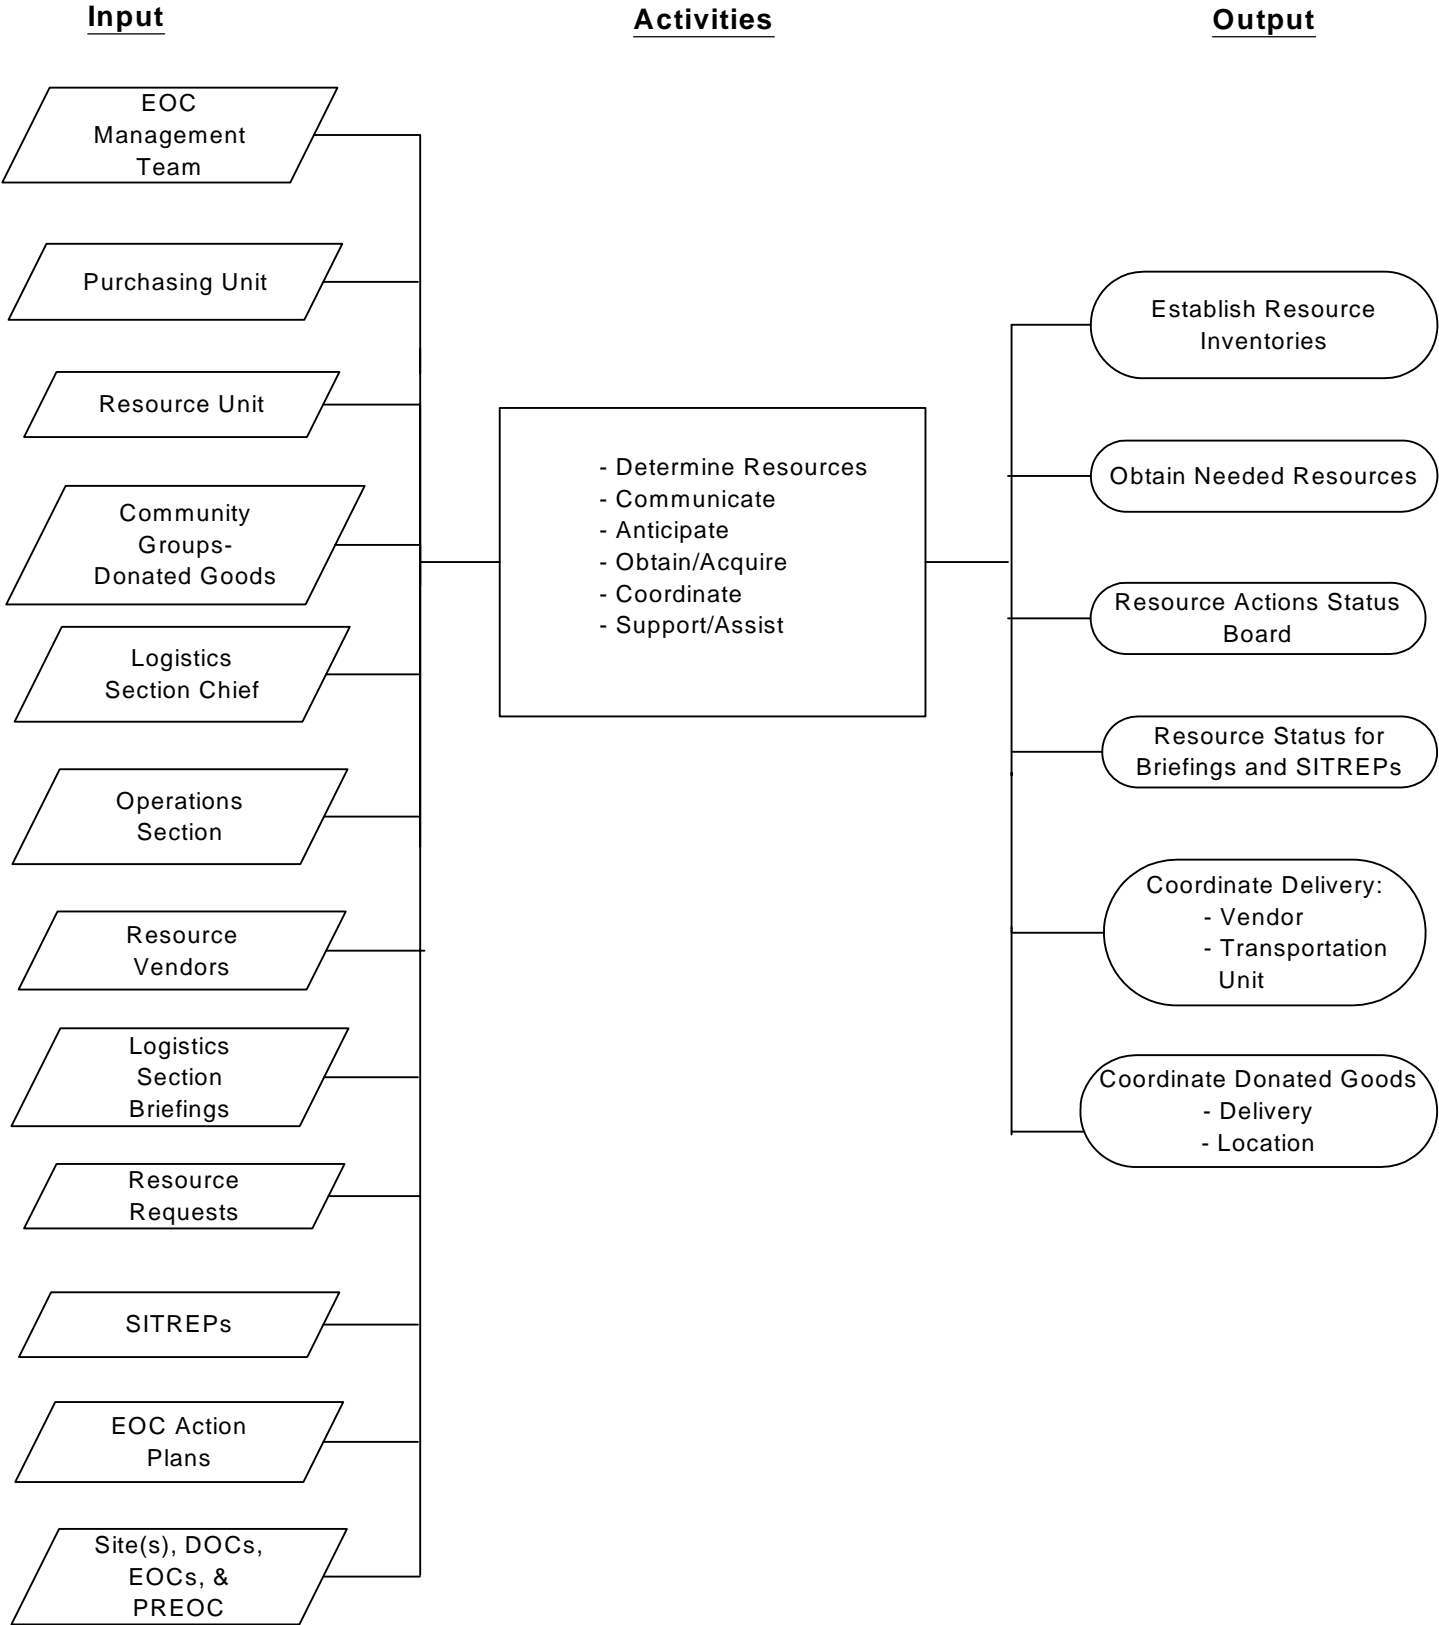 Input
Activities
Output
EOC
Management
Team
Purchasing Unit
Resource Unit
Community
Groups-
Donated Goods
Logistics
Section Chief
Operations
Section
Resource
Vendors
Logistics
Section
Briefings
Resource
Requests
SITREPs
EOC Action
Plans
Site(s), DOCs,
EOCs, &
PREOC
- Determine Resources
- Communicate
- Anticipate
- Obtain/Acquire
- Coordinate
- Support/Assist
Establish Resource
Inventories
Obtain Needed Resources
Resource Actions Status
Board
Resource Status for
Briefings and SITREPs
Coordinate Delivery:
- Vendor
- Transportation
Unit
Coordinate Donated Goods
- Delivery
- Location